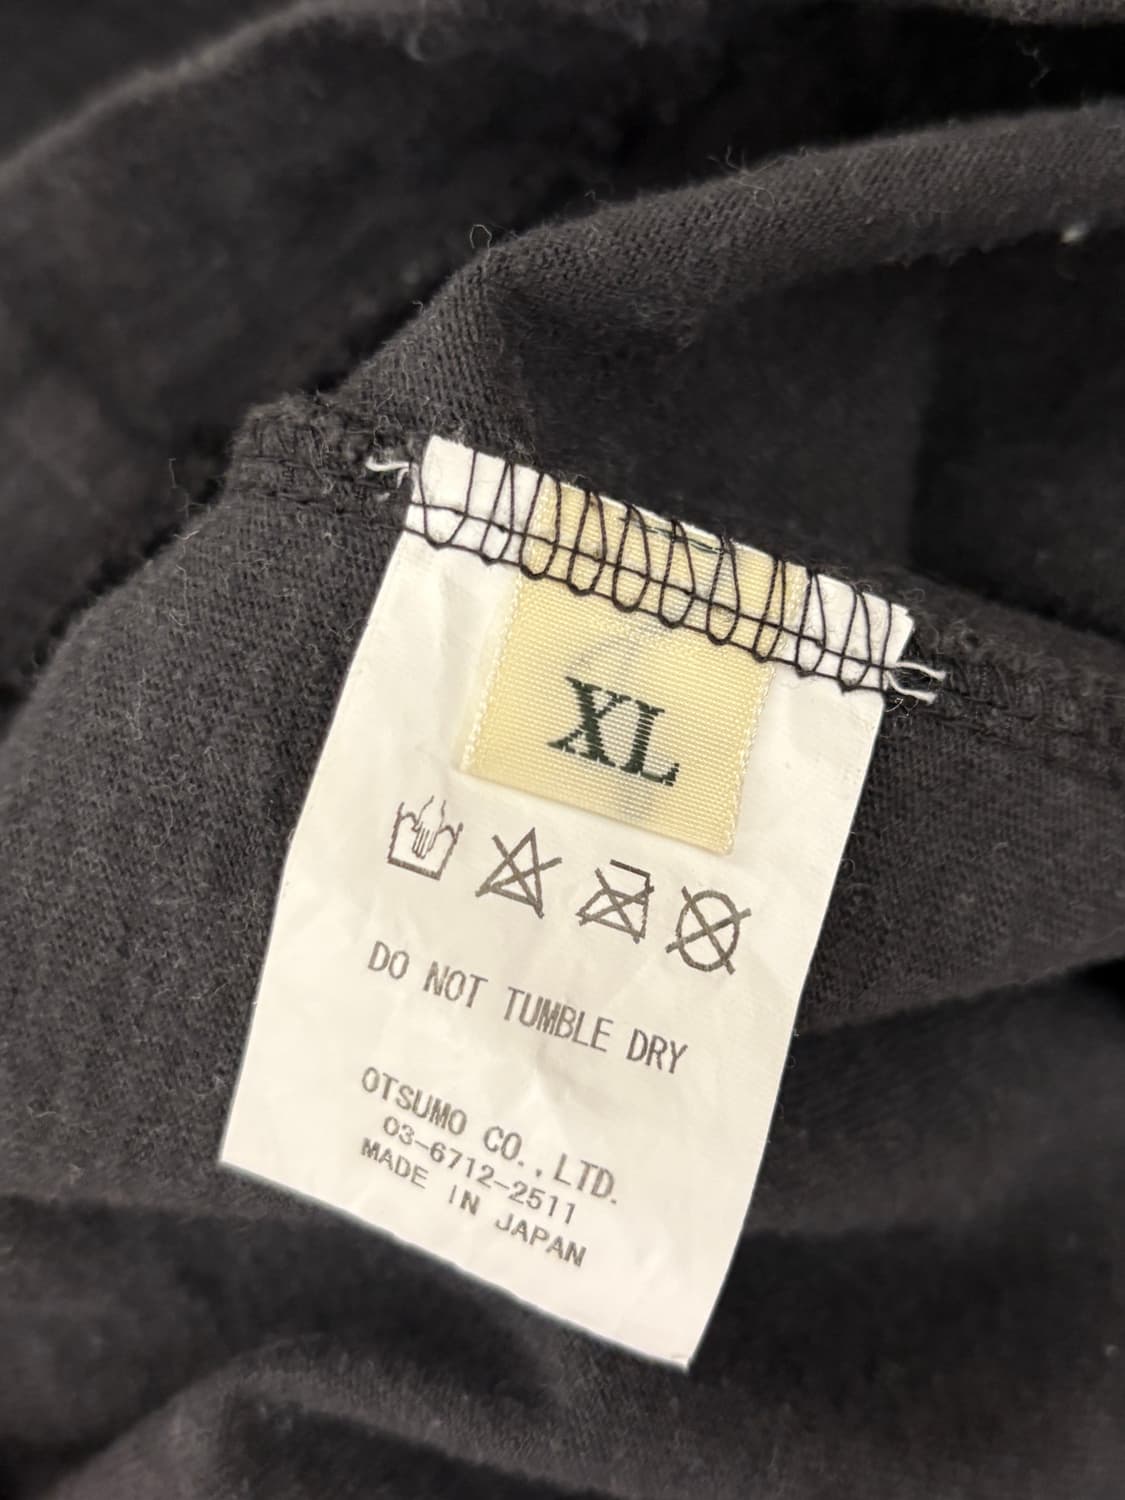 XL
DO NOT TUMBLE DRY
OTSUMO CO.,LTD.
03-6712-2511
MADE IN JAPAN